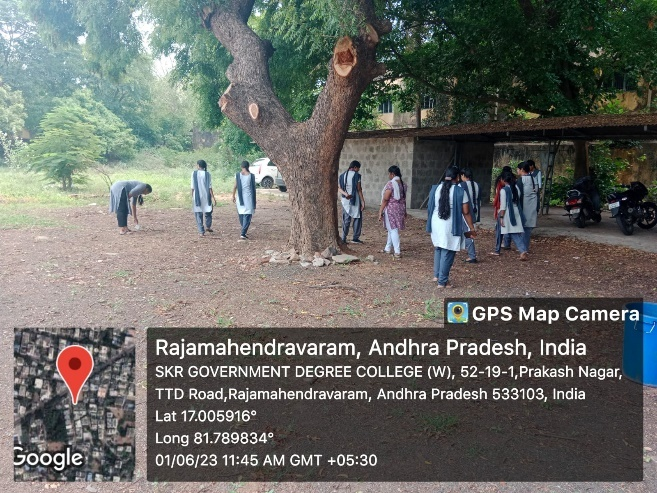 GPS Map Camera
Rajamahendravaram, Andhra Pradesh, India
SKR GOVERNMENT DEGREE COLLEGE (W), 52-19-1,Prakash Nagar,
TTD Road,Rajamahendravaram, Andhra Pradesh 533103, India
Lat 17.005916°
Long 81.789834°
01/06/23 11:45 AM GMT +05:30
Google